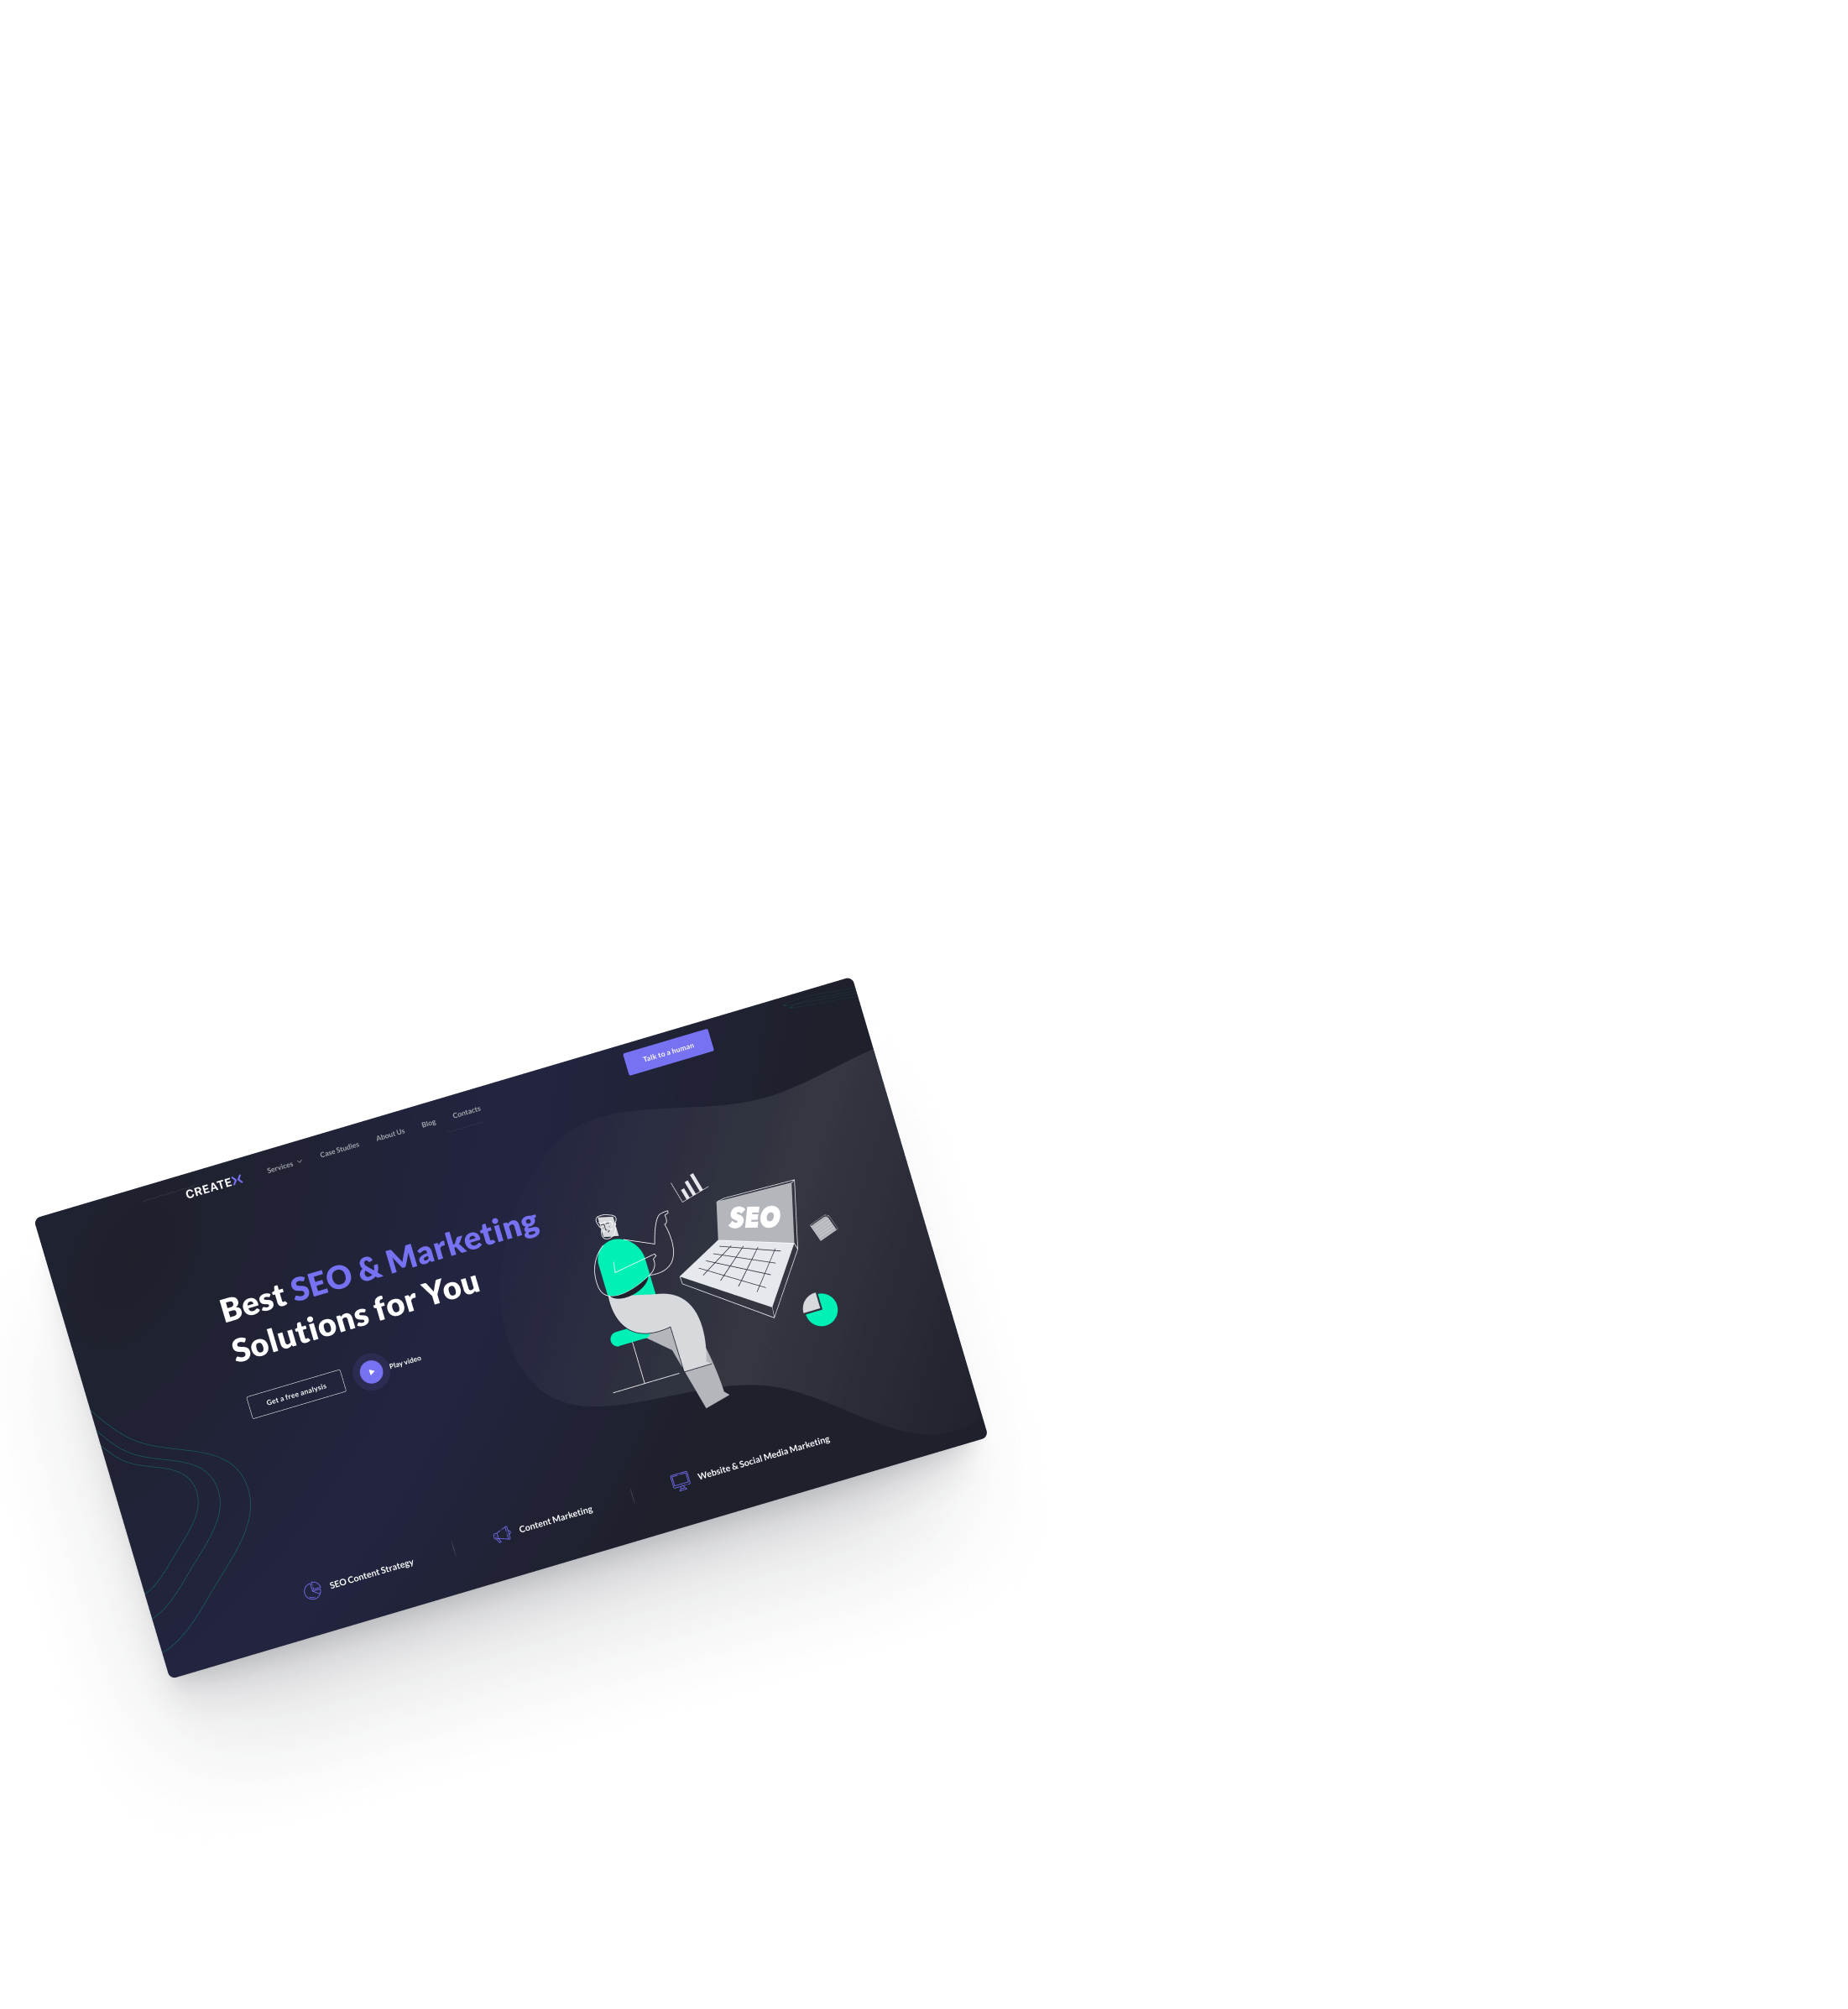 CREATEX
Services
Case Studies
About Us
Blog
Contacts
Talk to a human
Best SEO & Marketing
Solutions for You
Get a free analysis
Play video
SEO
SEO Content Strategy
Content Marketing
Website & Social Media Marketing